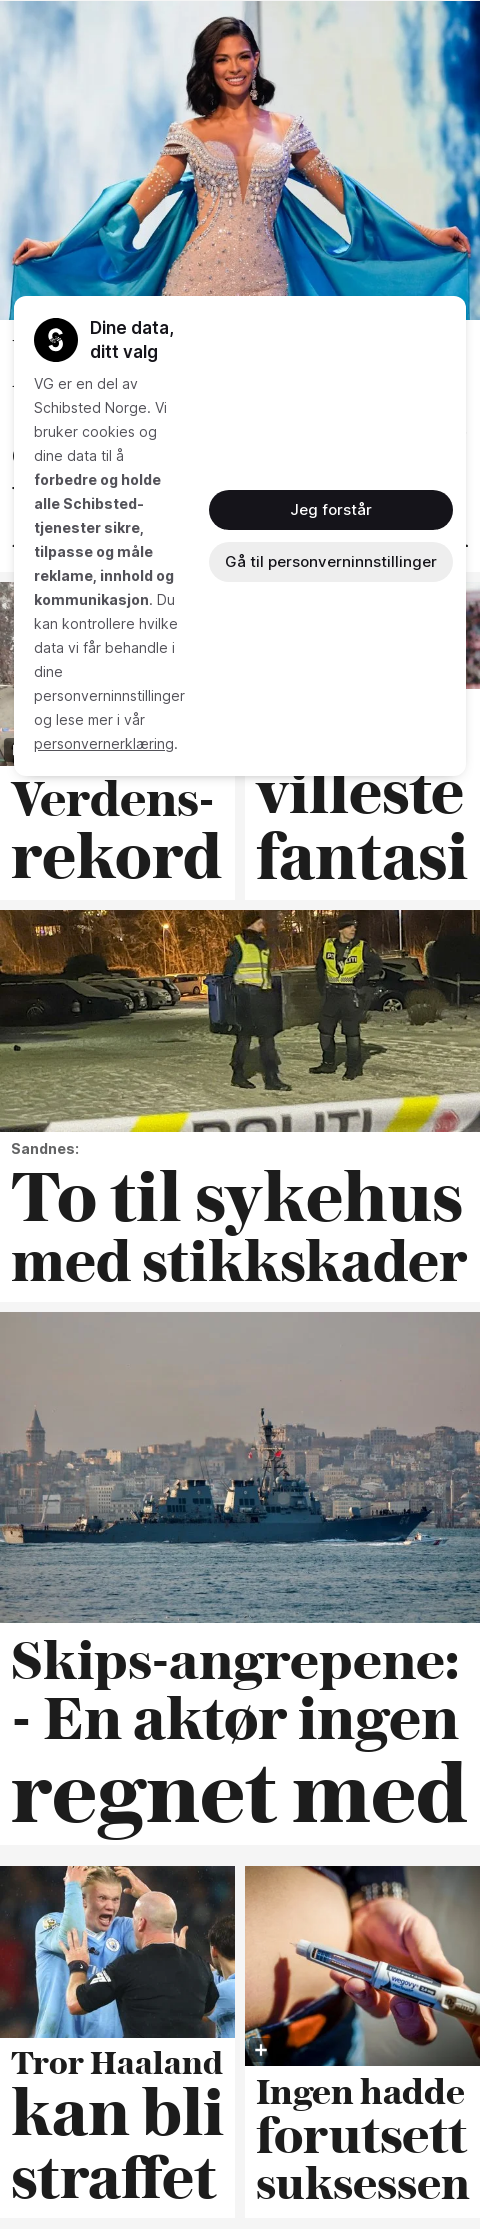 Dine data,
ditt valg
VG er en del av
Schibsted Norge. Vi
bruker cookies og
dine data til å
forbedre og holde
alle Schibsted-
tjenester sikre,
tilpasse og måle
reklame, innhold og
kommunikasjon. Du
kan kontrollere hvilke
data vi får behandle i
dine
personverninnstillinger
og lese mer i vår
personvernerklæring.
Jeg forstår
Gå til personverninnstillinger
Verdens-
rekord
villeste
fantasi
POLITI
Sandnes:
To til sykehus
med stikkskader
Skips-angrepene:
- En aktør ingen
regnet med
Tror Haaland
kan bli
straffet
wegovy
Ingen hadde
forutsett
suksessen